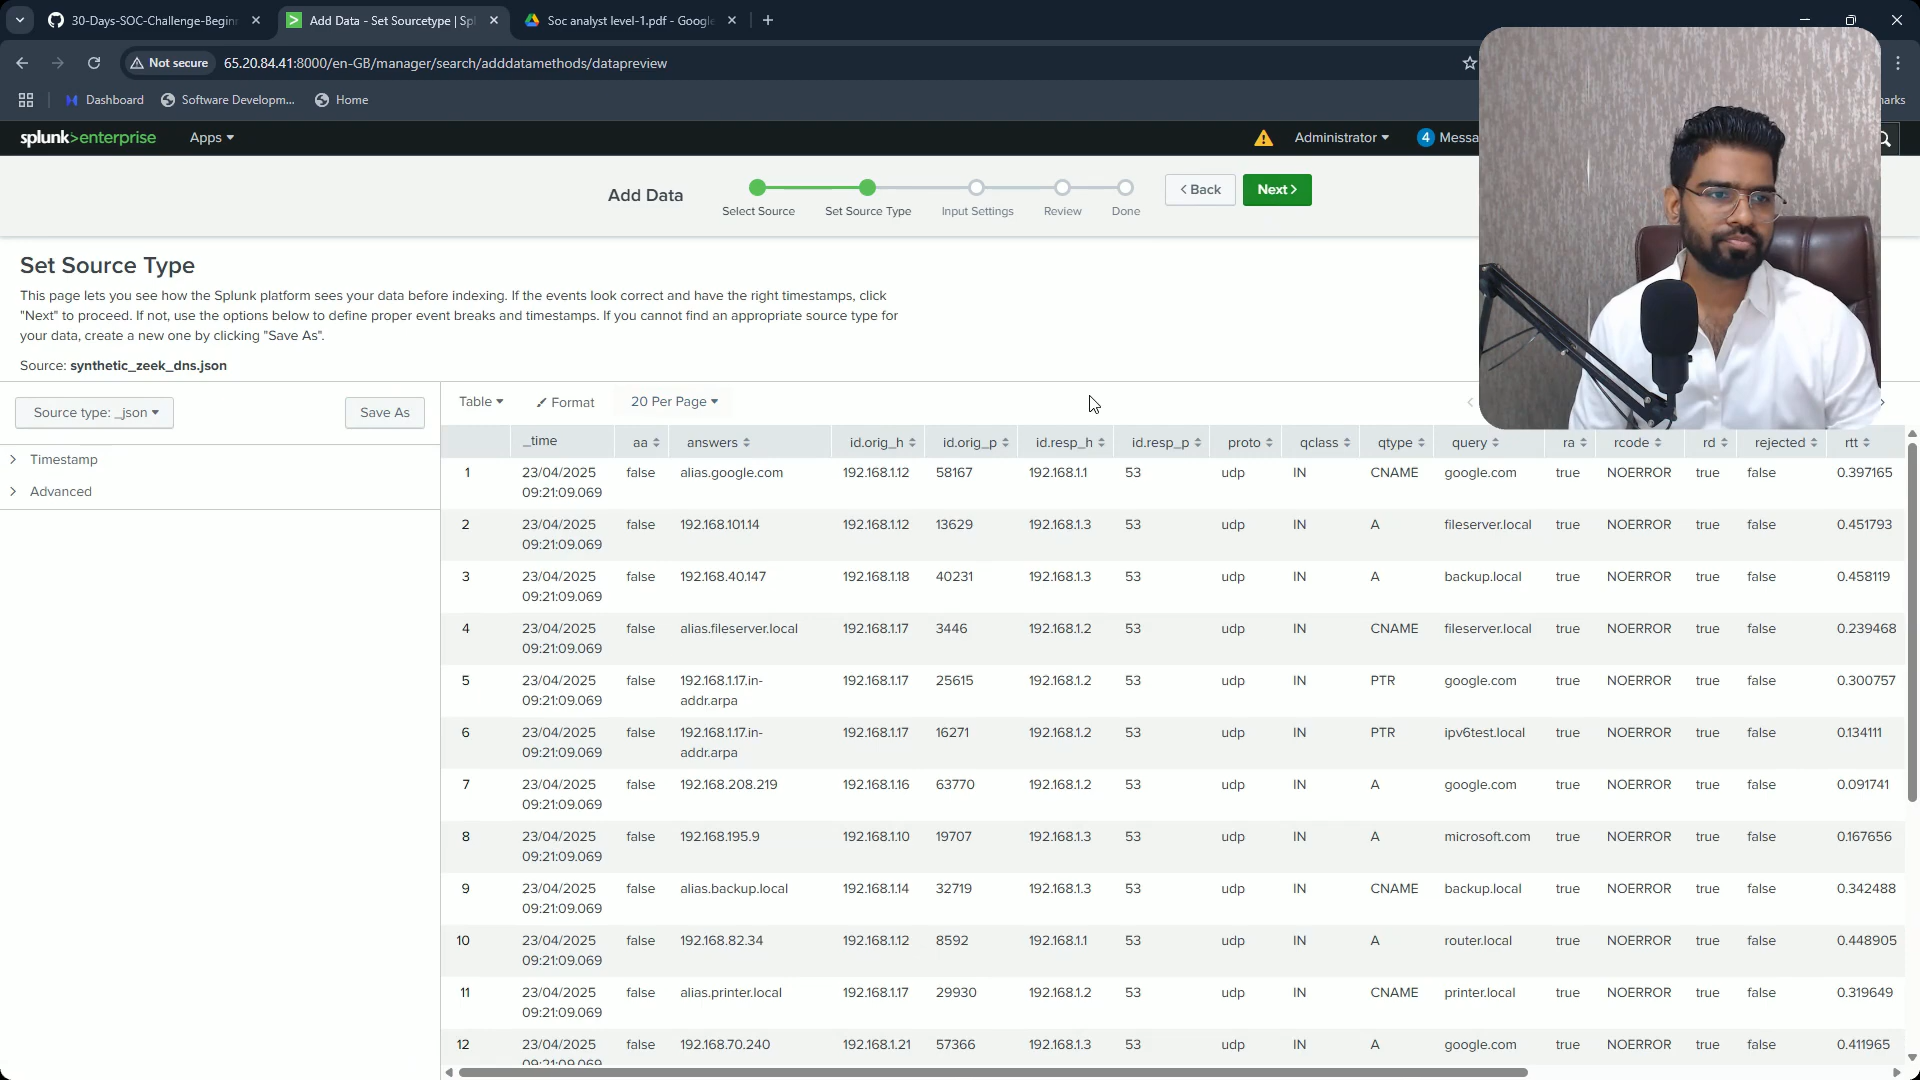 30-Days-SOC-Challenge-Beginn
Add Data - Set Sourcetype | Spl
Soc analyst level-1.pdf - Google
Not secure
65.20.84.41:8000/en-GB/manager/search/adddatamethods/datapreview
Dashboard
Software Developm...
Home
splunk>enterprise
Apps
Administrator
4
Messa
Add Data
Select Source
Set Source Type
Input Settings
Review
Done
< Back
Next >
Set Source Type
This page lets you see how the Splunk platform sees your data before indexing. If the events look correct and have the right timestamps, click
"Next" to proceed. If not, use the options below to define proper event breaks and timestamps. If you cannot find an appropriate source type for
your data, create a new one by clicking "Save As".
Source: synthetic_zeek_dns.json
Source type: _json
Save As
Timestamp
Advanced
Table
Format
20 Per Page
_time aa answers id.orig_h id.orig_p id.resp_h id.resp_p proto qclass qtype query ra rcode rd rejected rtt
1 23/04/2025 false alias.google.com 192.168.1.12 58167 192.168.1.1 53 udp IN CNAME google.com true NOERROR true false 0.397165
09:21:09.069
2 23/04/2025 false 192.168.101.14 192.168.1.12 13629 192.168.1.3 53 udp IN A fileserver.local true NOERROR true false 0.451793
09:21:09.069
3 23/04/2025 false 192.168.40.147 192.168.1.18 40231 192.168.1.3 53 udp IN A backup.local true NOERROR true false 0.458119
09:21:09.069
4 23/04/2025 false alias.fileserver.local 192.168.1.17 3446 192.168.1.2 53 udp IN CNAME fileserver.local true NOERROR true false 0.239468
09:21:09.069
5 23/04/2025 false 192.168.1.17.in- 192.168.1.17 25615 192.168.1.2 53 udp IN PTR google.com true NOERROR true false 0.300757
09:21:09.069 addr.arpa
6 23/04/2025 false 192.168.1.17.in- 192.168.1.17 16271 192.168.1.2 53 udp IN PTR ipv6test.local true NOERROR true false 0.134111
09:21:09.069 addr.arpa
7 23/04/2025 false 192.168.208.219 192.168.1.16 63770 192.168.1.2 53 udp IN A google.com true NOERROR true false 0.091741
09:21:09.069
8 23/04/2025 false 192.168.195.9 192.168.1.10 19707 192.168.1.3 53 udp IN A microsoft.com true NOERROR true false 0.167656
09:21:09.069
9 23/04/2025 false alias.backup.local 192.168.1.14 32719 192.168.1.3 53 udp IN CNAME backup.local true NOERROR true false 0.342488
09:21:09.069
10 23/04/2025 false 192.168.82.34 192.168.1.12 8592 192.168.1.1 53 udp IN A router.local true NOERROR true false 0.448905
09:21:09.069
11 23/04/2025 false alias.printer.local 192.168.1.17 29930 192.168.1.2 53 udp IN CNAME printer.local true NOERROR true false 0.319649
09:21:09.069
12 23/04/2025 false 192.168.70.240 192.168.1.21 57366 192.168.1.3 53 udp IN A google.com true NOERROR true false 0.411965
09:21:09.069